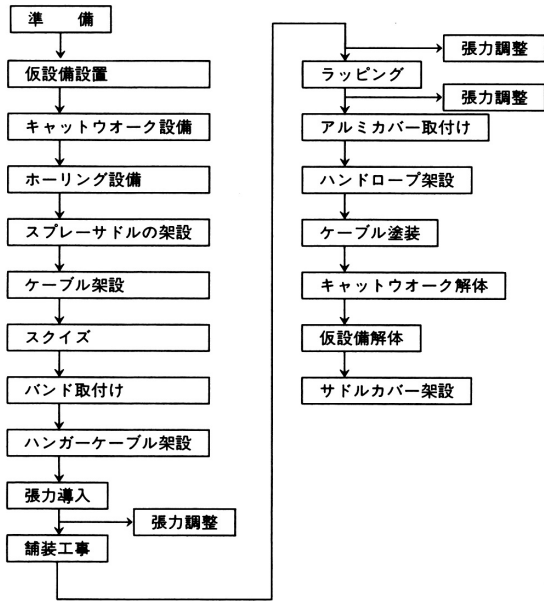 準　備
仮設備設置
キャットウオーク設備
ホーリング設備
スプレーサドルの架設
ケーブル架設
スクイズ
バンド取付け
ハンガーケーブル架設
張力導入
張力調整
舗装工事
張力調整
ラッピング
張力調整
アルミカバー取付け
ハンドロープ架設
ケーブル塗装
キャットウオーク解体
仮設備解体
サドルカバー架設